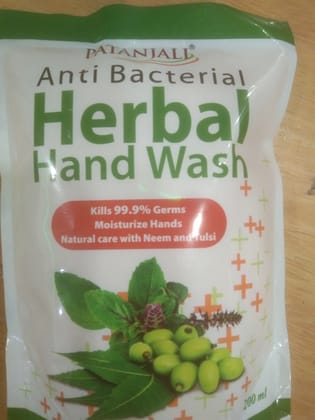 PATANJALI®
Anti Bacterial
Herbal
Hand Wash
Kills 99.9% Germs
Moisturize Hands
Natural care with Neem and Tulsi
200 ml